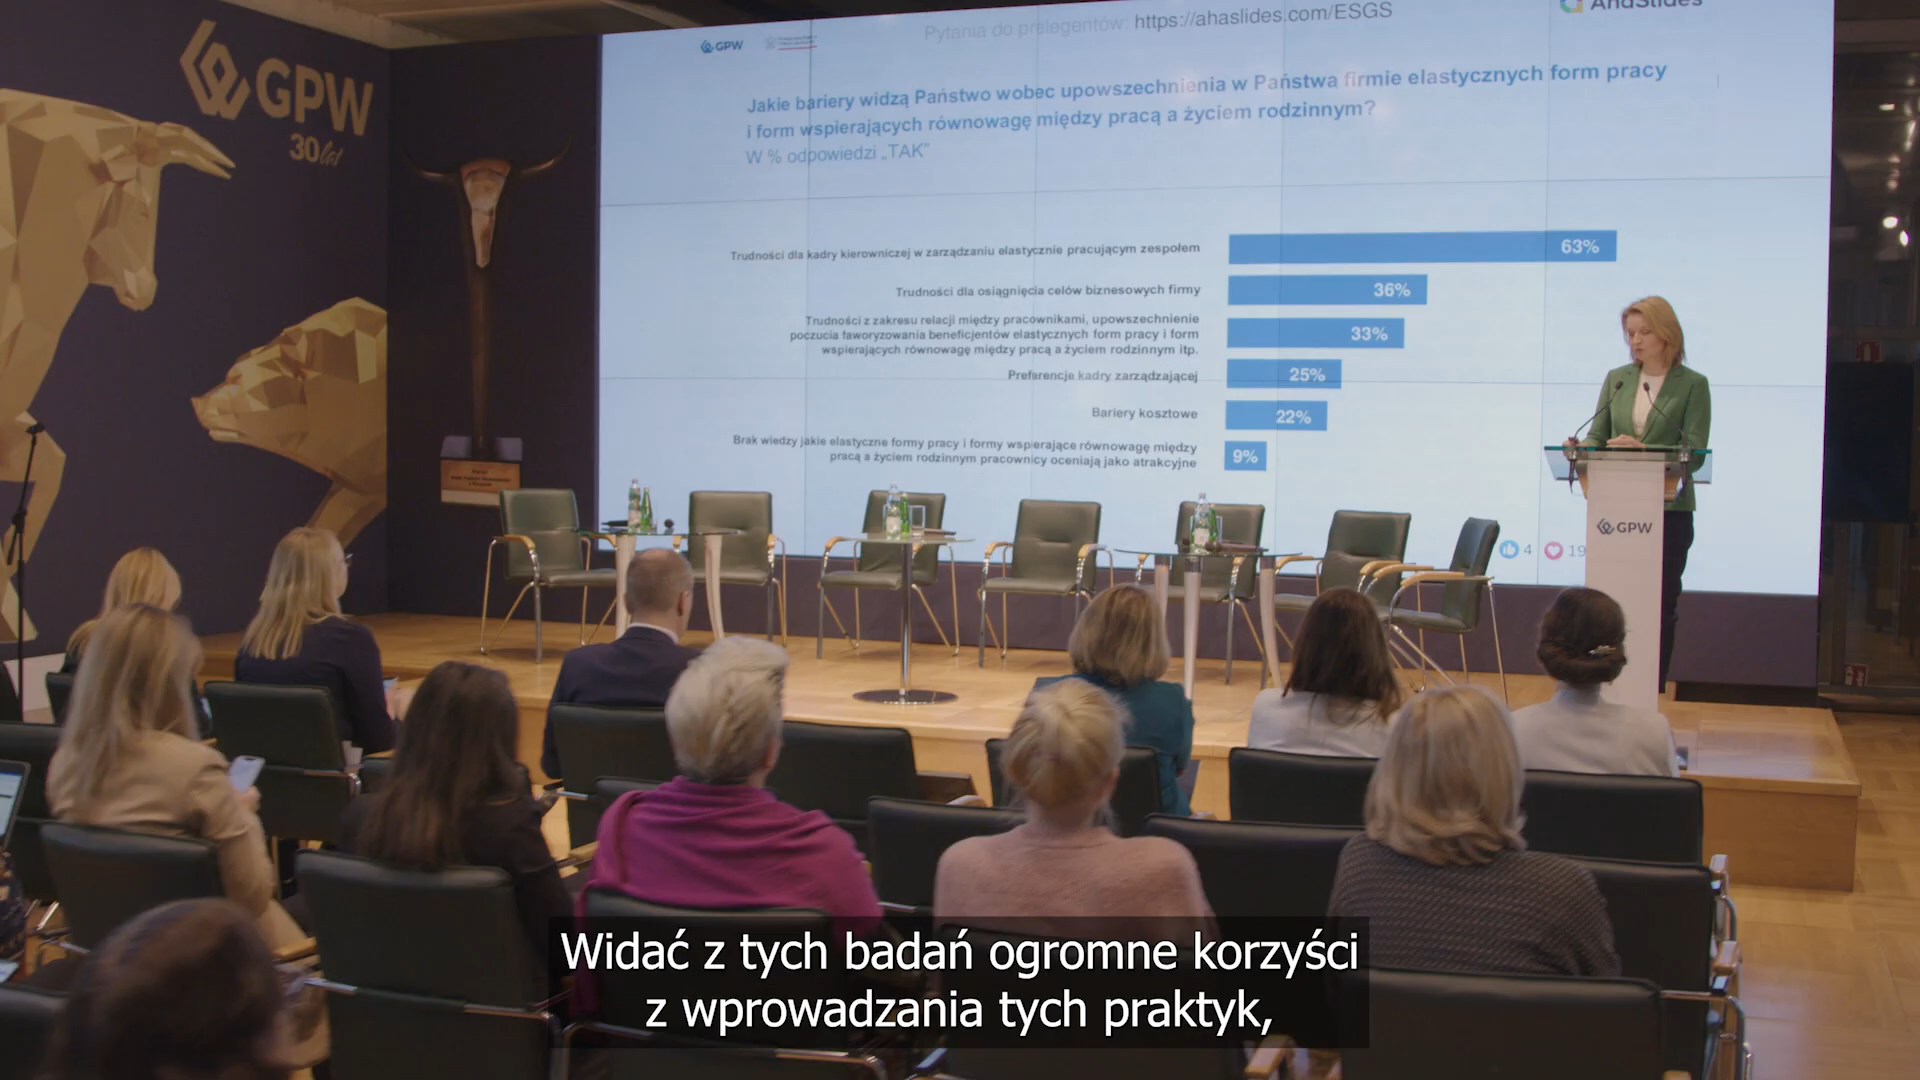 GPW
30 lat
GPW
Pytania do prelegentów: https://ahaslides.com/ESGS
AhaSlides
Jakie bariery widzą Państwo wobec upowszechnienia w Państwa firmie elastycznych form pracy
i form wspierających równowagę między pracą a życiem rodzinnym?
W % odpowiedzi „TAK”
Trudności dla kadry kierowniczej w zarządzaniu elastycznie pracującym zespołem
63%
Trudności dla osiągnięcia celów biznesowych firmy
36%
Trudności z zakresu relacji między pracownikami, upowszechnienie
poczucia faworyzowania beneficjentów elastycznych form pracy i form
wspierających równowagę między pracą a życiem rodzinnym itp.
33%
Preferencje kadry zarządzającej
25%
Bariery kosztowe
22%
Brak wiedzy jakie elastyczne formy pracy i formy wspierające równowagę między
pracą a życiem rodzinnym pracownicy oceniają jako atrakcyjne
9%
4
19
GPW
Widać z tych badań ogromne korzyści
z wprowadzania tych praktyk,